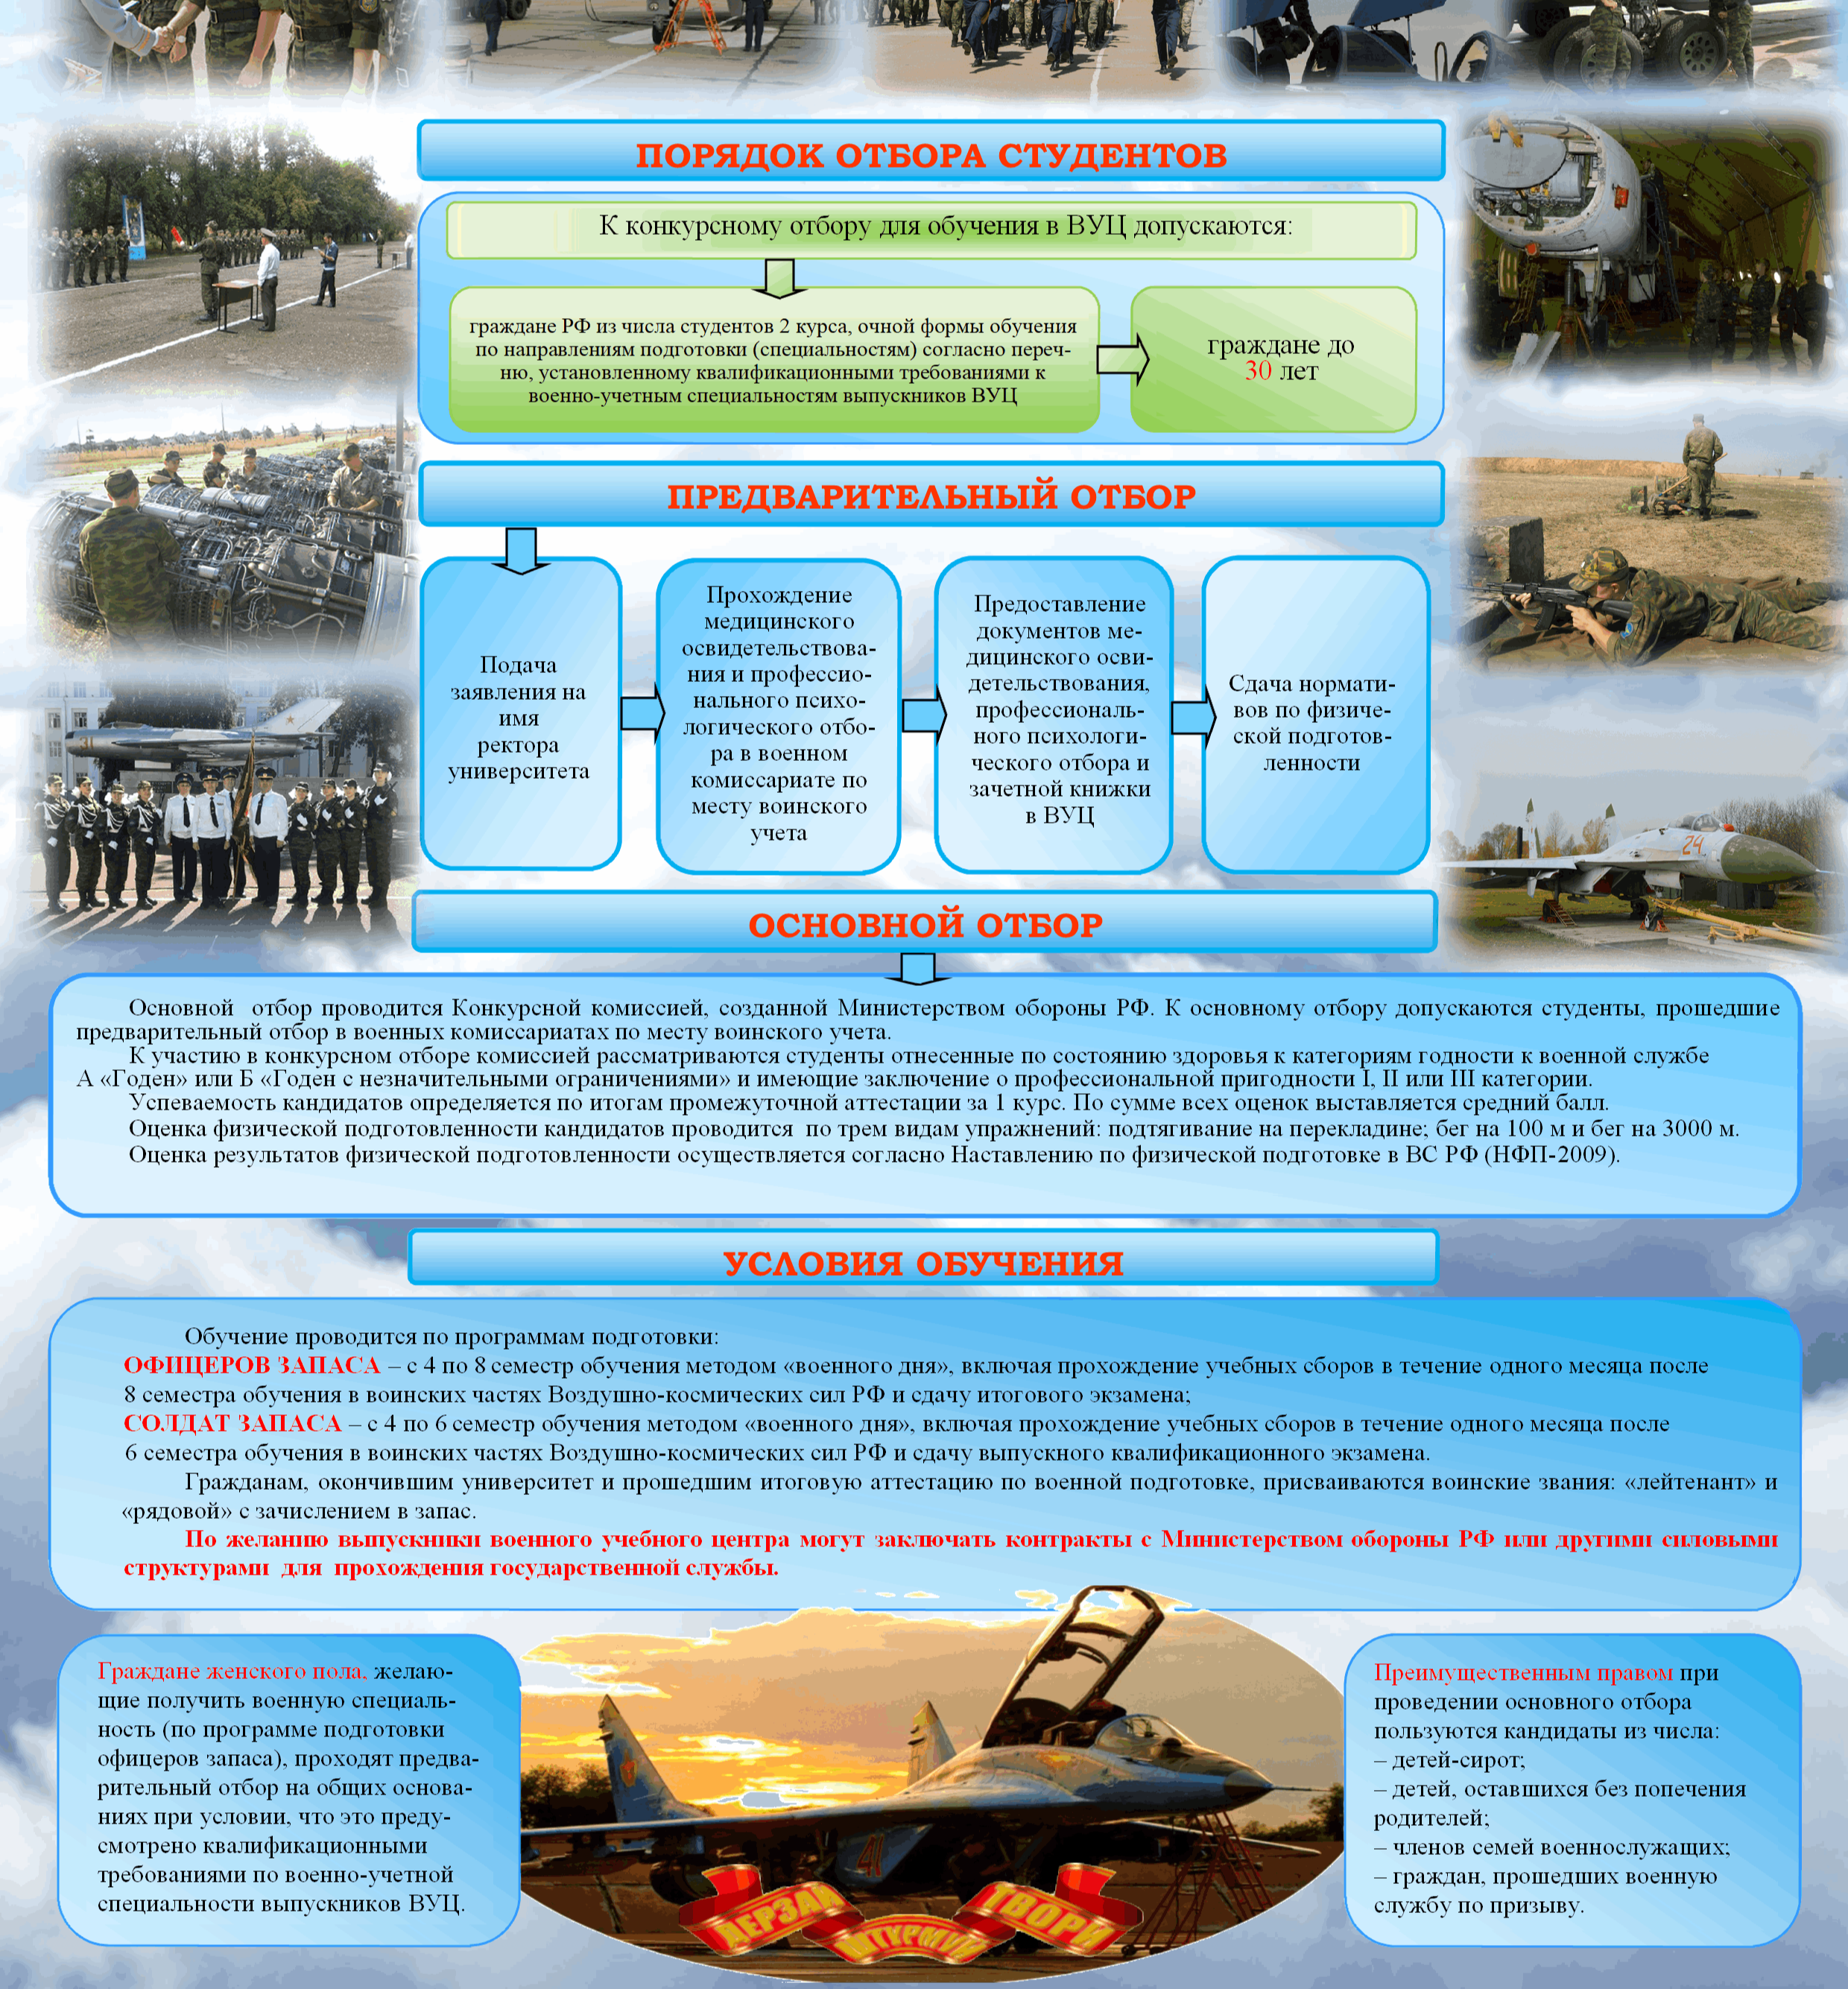 ПОРЯДОК ОТБОРА СТУДЕНТОВ
К конкурсному отбору для обучения в ВУЦ допускаются:
граждане РФ из числа студентов 2 курса, очной формы обучения
по направлениям подготовки (специальностям) согласно переч-
ню, установленному квалификационными требованиями к
военно-учетным специальностям выпускников ВУЦ
граждане до
30 лет
ПРЕДВАРИТЕЛЬНЫЙ ОТБОР
Подача
заявления на
имя
ректора
университета
Прохождение
медицинского
освидетельствова-
ния и профессио-
нального психо-
логического отбо-
ра в военном
комиссариате по
месту воинского
учета
Предоставление
документов ме-
дицинского осви-
детельствования,
профессиональ-
ного психологи-
ческого отбора и
зачетной книжки
в ВУЦ
Сдача нормати-
вов по физиче-
ской подготов-
ленности
31
24
ОСНОВНОЙ ОТБОР
Основной отбор проводится Конкурсной комиссией, созданной Министерством обороны РФ. К основному отбору допускаются студенты, прошедшие
предварительный отбор в военных комиссариатах по месту воинского учета.
К участию в конкурсном отборе комиссией рассматриваются студенты отнесенные по состоянию здоровья к категориям годности к военной службе
А «Годен» или Б «Годен с незначительными ограничениями» и имеющие заключение о профессиональной пригодности I, II или III категории.
Успеваемость кандидатов определяется по итогам промежуточной аттестации за 1 курс. По сумме всех оценок выставляется средний балл.
Оценка физической подготовленности кандидатов проводится по трем видам упражнений: подтягивание на перекладине; бег на 100 м и бег на 3000 м.
Оценка результатов физической подготовленности осуществляется согласно Наставлению по физической подготовке в ВС РФ (НФП-2009).
УСЛОВИЯ ОБУЧЕНИЯ
Обучение проводится по программам подготовки:
ОФИЦЕРОВ ЗАПАСА – с 4 по 8 семестр обучения методом «военного дня», включая прохождение учебных сборов в течение одного месяца после
8 семестра обучения в воинских частях Воздушно-космических сил РФ и сдачу итогового экзамена;
СОЛДАТ ЗАПАСА – с 4 по 6 семестр обучения методом «военного дня», включая прохождение учебных сборов в течение одного месяца после
6 семестра обучения в воинских частях Воздушно-космических сил РФ и сдачу выпускного квалификационного экзамена.
Гражданам, окончившим университет и прошедшим итоговую аттестацию по военной подготовке, присваиваются воинские звания: «лейтенант» и
«рядовой» с зачислением в запас.
По желанию выпускники военного учебного центра могут заключать контракты с Министерством обороны РФ или другими силовыми
структурами для прохождения государственной службы.
Граждане женского пола, желаю-
щие получить военную специаль-
ность (по программе подготовки
офицеров запаса), проходят предва-
рительный отбор на общих основа-
ниях при условии, что это преду-
смотрено квалификационными
требованиями по военно-учетной
специальности выпускников ВУЦ.
41
ДЕРЗАЙ
ШТУРМУЙ
ТВОРИ
Преимущественным правом при
проведении основного отбора
пользуются кандидаты из числа:
– детей-сирот;
– детей, оставшихся без попечения
родителей;
– членов семей военнослужащих;
– граждан, прошедших военную
службу по призыву.